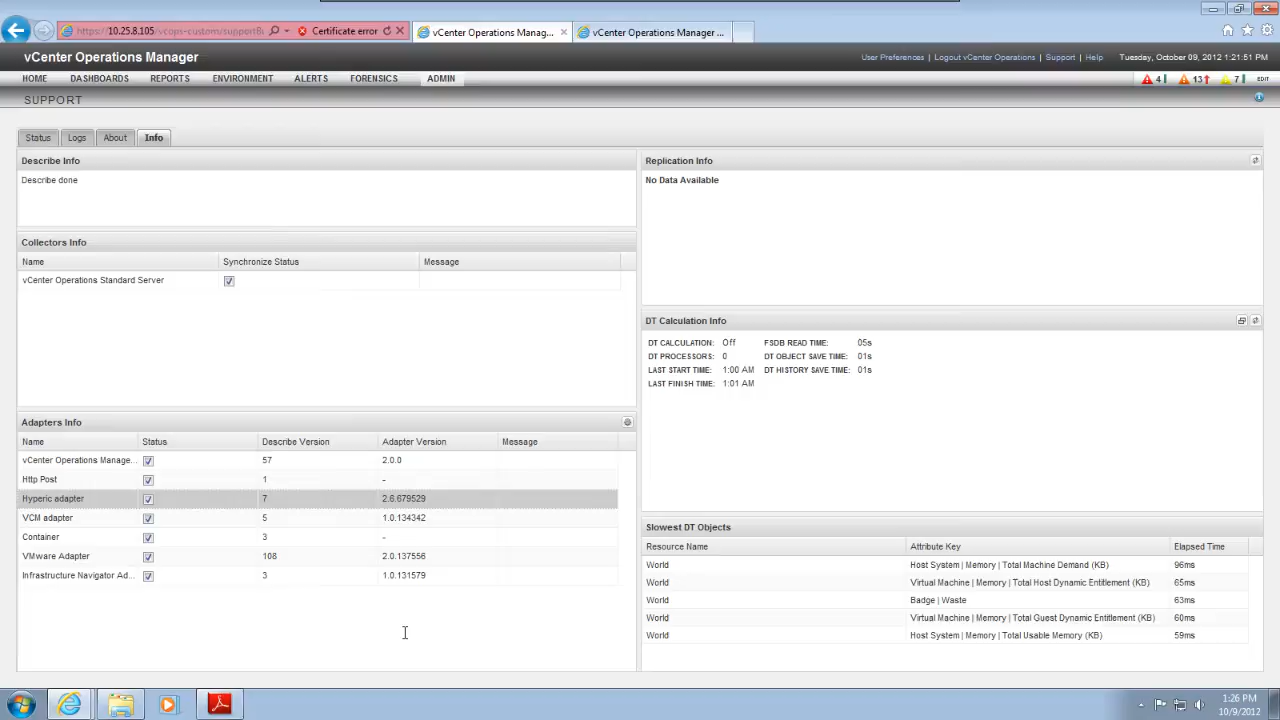 https://10.25.8.105/vcops-custom/support
Certificate error
vCenter Operations Manag...
vCenter Operations Manager ...
vCenter Operations Manager
User Preferences | Logout vCenter Operations | Support | Help
Tuesday, October 09, 2012 1:21:51 PM
HOME DASHBOARDS REPORTS ENVIRONMENT ALERTS FORENSICS ADMIN
4 13 7 EDIT
SUPPORT
Status Logs About Info
Describe Info
Describe done
Collectors Info
Name Synchronize Status Message
vCenter Operations Standard Server
Adapters Info
Name Status Describe Version Adapter Version Message
vCenter Operations Manage... 57 2.0.0
Http Post 1 -
Hyperic adapter 7 2.6.679529
VCM adapter 5 1.0.134342
Container 3 -
VMware Adapter 108 2.0.137556
Infrastructure Navigator Ad... 3 1.0.131579
Replication Info
No Data Available
DT Calculation Info
DT CALCULATION: Off FSDB READ TIME: 05s
DT PROCESSORS: 0 DT OBJECT SAVE TIME: 01s
LAST START TIME: 1:00 AM DT HISTORY SAVE TIME: 01s
LAST FINISH TIME: 1:01 AM
Slowest DT Objects
Resource Name Attribute Key Elapsed Time
World Host System | Memory | Total Machine Demand (KB) 96ms
World Virtual Machine | Memory | Total Host Dynamic Entitlement (KB) 65ms
World Badge | Waste 63ms
World Virtual Machine | Memory | Total Guest Dynamic Entitlement (KB) 60ms
World Host System | Memory | Total Usable Memory (KB) 59ms
1:26 PM
10/9/2012